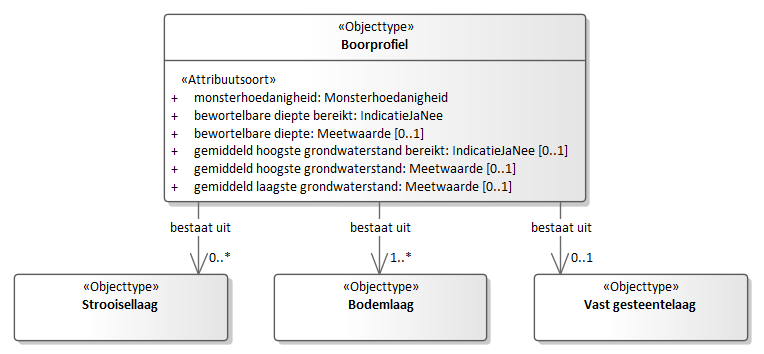 «Objecttype»
Boorprofiel
«Attribuutsoort»
+ monsterhoedanigheid: Monsterhoedanigheid
+ bewortelbare diepte bereikt: IndicatieJaNee
+ bewortelbare diepte: Meetwaarde [0..1]
+ gemiddeld hoogste grondwaterstand bereikt: IndicatieJaNee [0..1]
+ gemiddeld hoogste grondwaterstand: Meetwaarde [0..1]
+ gemiddeld laagste grondwaterstand: Meetwaarde [0..1]
bestaat uit bestaat uit bestaat uit
0..* 1..* 0..1
«Objecttype» «Objecttype» «Objecttype»
Strooisellaag Bodemlaag Vast gesteentelaag